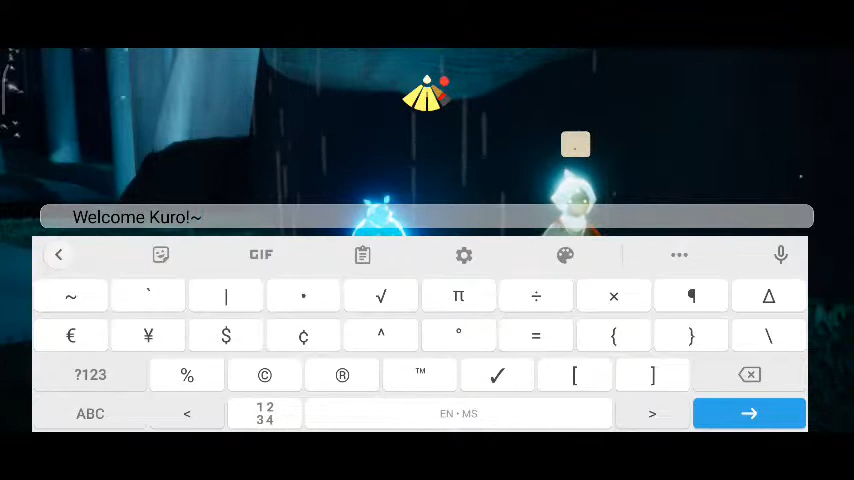 .
Welcome Kuro!~
GIF
~ ` | • √ π ÷ × ¶ Δ
€ ¥ $ ¢ ^ ° = { } \
?123 % © ® ™ ✓ [ ]
ABC < 1 2 3 4 EN • MS >